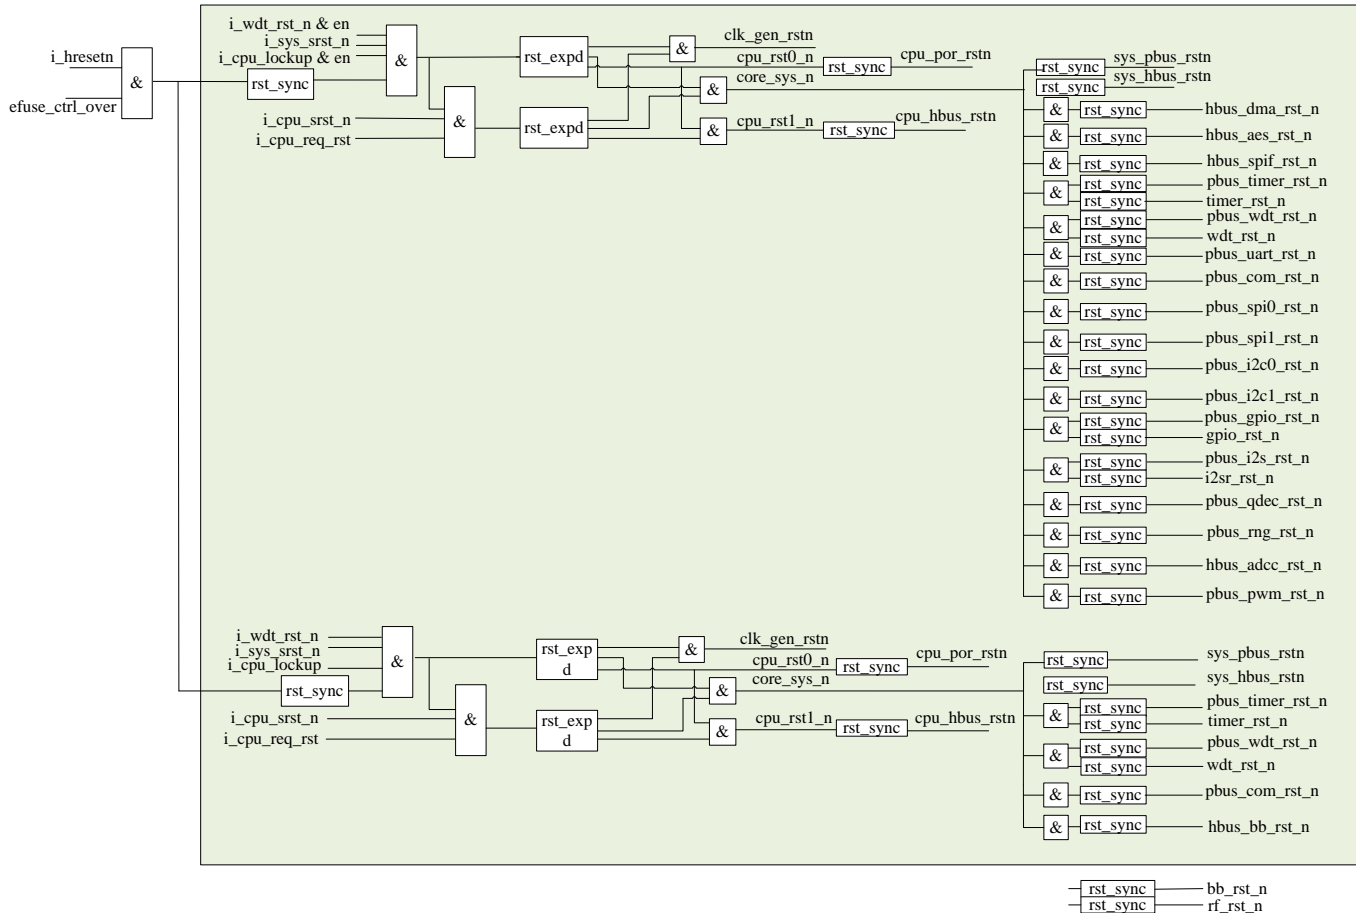 i_hresetn
efuse_ctrl_over
&
i_wdt_rst_n & en
i_sys_srst_n
i_cpu_lockup & en
rst_sync
&
i_cpu_srst_n
i_cpu_req_rst
&
rst_expd
rst_expd
&
&
&
clk_gen_rstn
cpu_rst0_n
core_sys_n
cpu_rst1_n
rst_sync
cpu_por_rstn
rst_sync
cpu_hbus_rstn
rst_sync
sys_pbus_rstn
rst_sync
sys_hbus_rstn
&
rst_sync
hbus_dma_rst_n
&
rst_sync
hbus_aes_rst_n
&
rst_sync
hbus_spif_rst_n
&
rst_sync
pbus_timer_rst_n
rst_sync
timer_rst_n
&
rst_sync
pbus_wdt_rst_n
rst_sync
wdt_rst_n
&
rst_sync
pbus_uart_rst_n
&
rst_sync
pbus_com_rst_n
&
rst_sync
pbus_spi0_rst_n
&
rst_sync
pbus_spi1_rst_n
&
rst_sync
pbus_i2c0_rst_n
&
rst_sync
pbus_i2c1_rst_n
&
rst_sync
pbus_gpio_rst_n
rst_sync
gpio_rst_n
&
rst_sync
pbus_i2s_rst_n
rst_sync
i2sr_rst_n
&
rst_sync
pbus_qdec_rst_n
&
rst_sync
pbus_rng_rst_n
&
rst_sync
hbus_adcc_rst_n
&
rst_sync
pbus_pwm_rst_n
i_wdt_rst_n
i_sys_srst_n
i_cpu_lockup
rst_sync
&
i_cpu_srst_n
i_cpu_req_rst
&
rst_exp
d
rst_exp
d
&
&
&
clk_gen_rstn
cpu_rst0_n
core_sys_n
cpu_rst1_n
rst_sync
cpu_por_rstn
rst_sync
cpu_hbus_rstn
rst_sync
sys_pbus_rstn
rst_sync
sys_hbus_rstn
&
rst_sync
pbus_timer_rst_n
rst_sync
timer_rst_n
&
rst_sync
pbus_wdt_rst_n
rst_sync
wdt_rst_n
&
rst_sync
pbus_com_rst_n
&
rst_sync
hbus_bb_rst_n
rst_sync
bb_rst_n
rst_sync
rf_rst_n